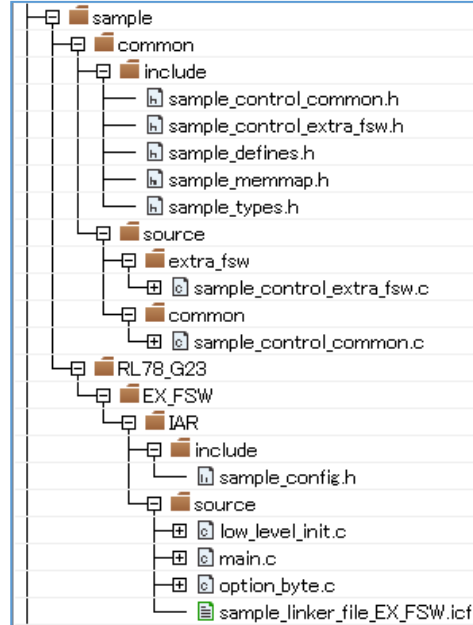 sample
common
include
sample_control_common.h
sample_control_extra_fsw.h
sample_defines.h
sample_memmap.h
sample_types.h
source
extra_fsw
sample_control_extra_fsw.c
common
sample_control_common.c
RL78_G23
EX_FSW
IAR
include
sample_config.h
source
low_level_init.c
main.c
option_byte.c
sample_linker_file_EX_FSW.icf